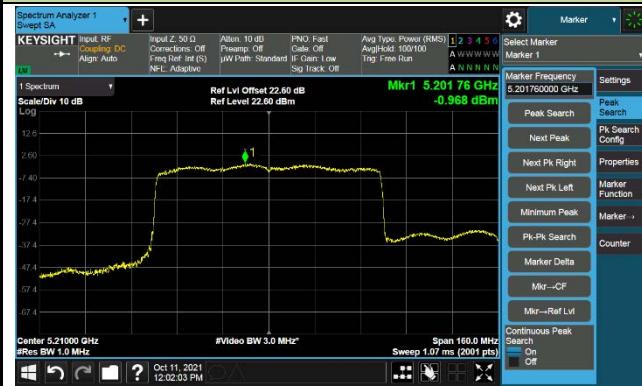 Spectrum Analyzer 1
Swept SA
Marker
KEYSIGHT
Input: RF
Coupling: DC
Align: Auto
Input Z: 50 Ω
Corrections: Off
Freq Ref: Int (S)
NFE: Adaptive
Atten: 10 dB
Preamp: Off
µW Path: Standard
PNO: Fast
Gate: Off
IF Gain: Low
Sig Track: Off
Avg Type: Power (RMS)
Avg|Hold: 100/100
Trig: Free Run
1 2 3 4 5 6
A W W W W W
A N N N N N
Select Marker
Marker 1
LXI
1 Spectrum
Scale/Div 10 dB
Log
Ref Lvl Offset 22.60 dB
Ref Level 22.60 dBm
Mkr1 5.201 76 GHz
-0.968 dBm
12.6
2.60
-7.40
-17.4
-27.4
-37.4
-47.4
-57.4
-67.4
1
Center 5.21000 GHz
#Res BW 1.0 MHz
#Video BW 3.0 MHz*
Span 160.0 MHz
Sweep 1.07 ms (2001 pts)
Marker Frequency
5.201760000 GHz
Peak Search
Next Peak
Next Pk Right
Next Pk Left
Minimum Peak
Pk-Pk Search
Marker Delta
Mkr→CF
Mkr→Ref Lvl
Continuous Peak
Search
On
Off
Settings
Peak
Search
Pk Search
Config
Properties
Marker
Function
Marker→
Counter
?
Oct 11, 2021
12:02:03 PM